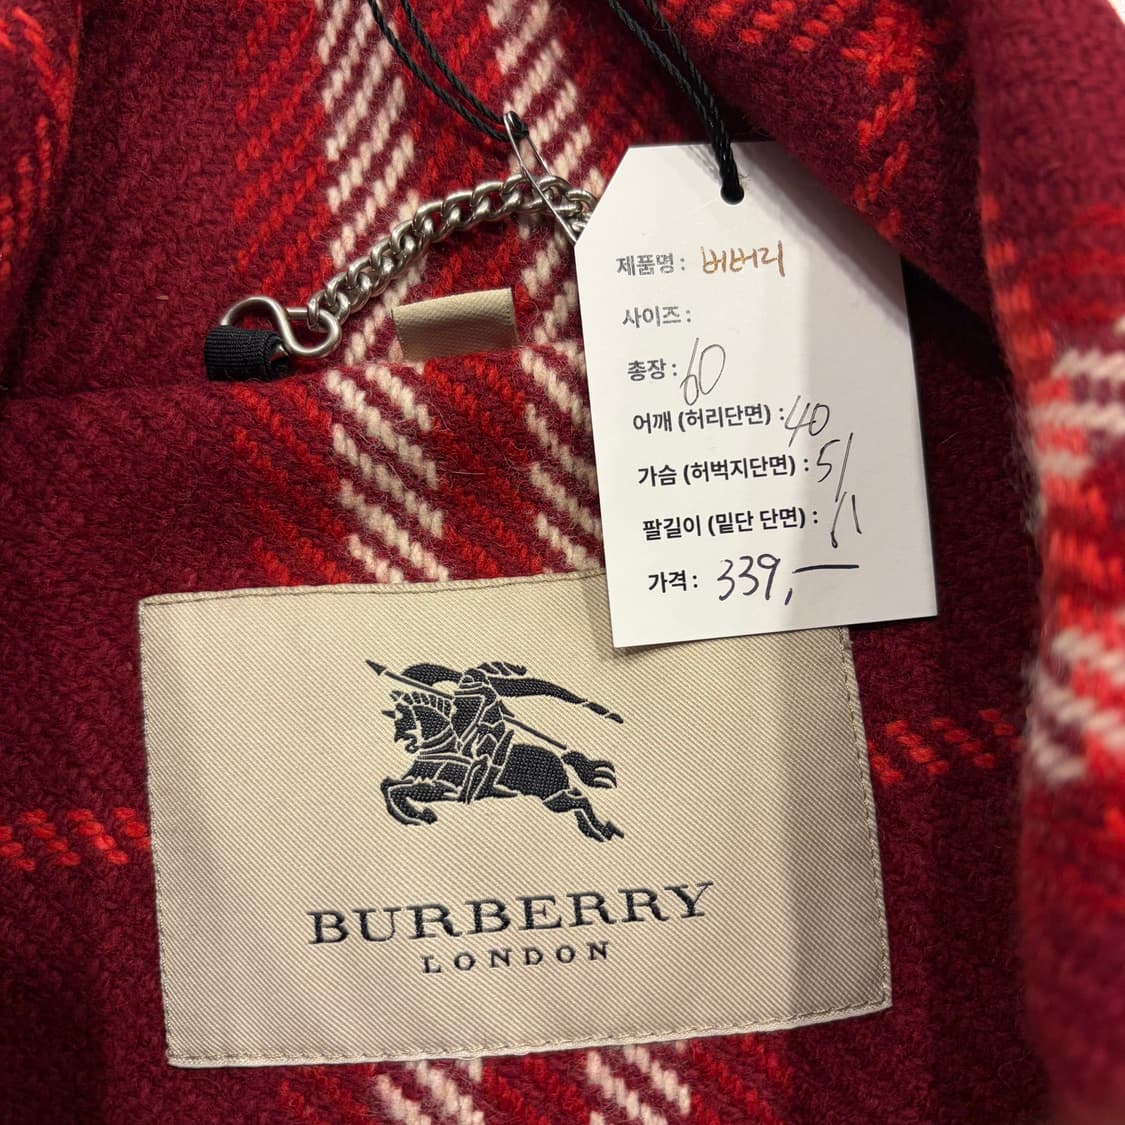 제품명: 버버리
사이즈:
총장: 60
어깨 (허리단면) : 40
가슴 (허벅지단면) : 51
팔길이 (밑단 단면) : 61
가격: 339,—
BURBERRY
LONDON